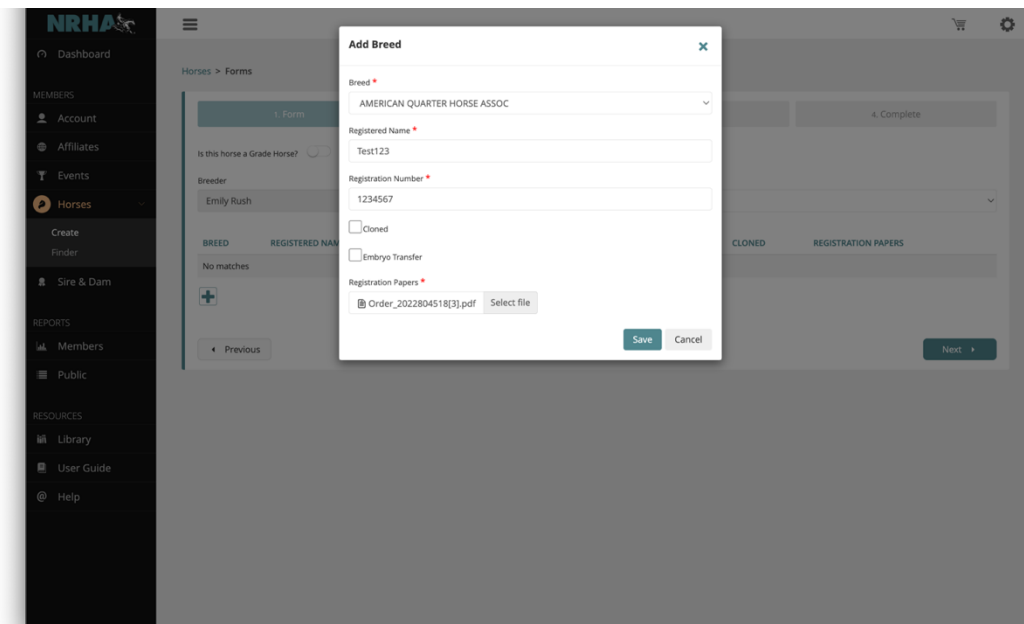 NRHA
Dashboard
MEMBERS
Account
Affiliates
Events
Horses
Create
Finder
Sire & Dam
REPORTS
Members
Public
RESOURCES
Library
User Guide
Help
Horses > Forms
1. Form
4. Complete
Is this horse a Grade Horse?
Breeder
Emily Rush
BREED REGISTERED NAM CLONED REGISTRATION PAPERS
No matches
Previous
Next
Add Breed
Breed *
AMERICAN QUARTER HORSE ASSOC
Registered Name *
Test123
Registration Number *
1234567
Cloned
Embryo Transfer
Registration Papers *
Order_2022804518[3].pdf Select file
Save Cancel